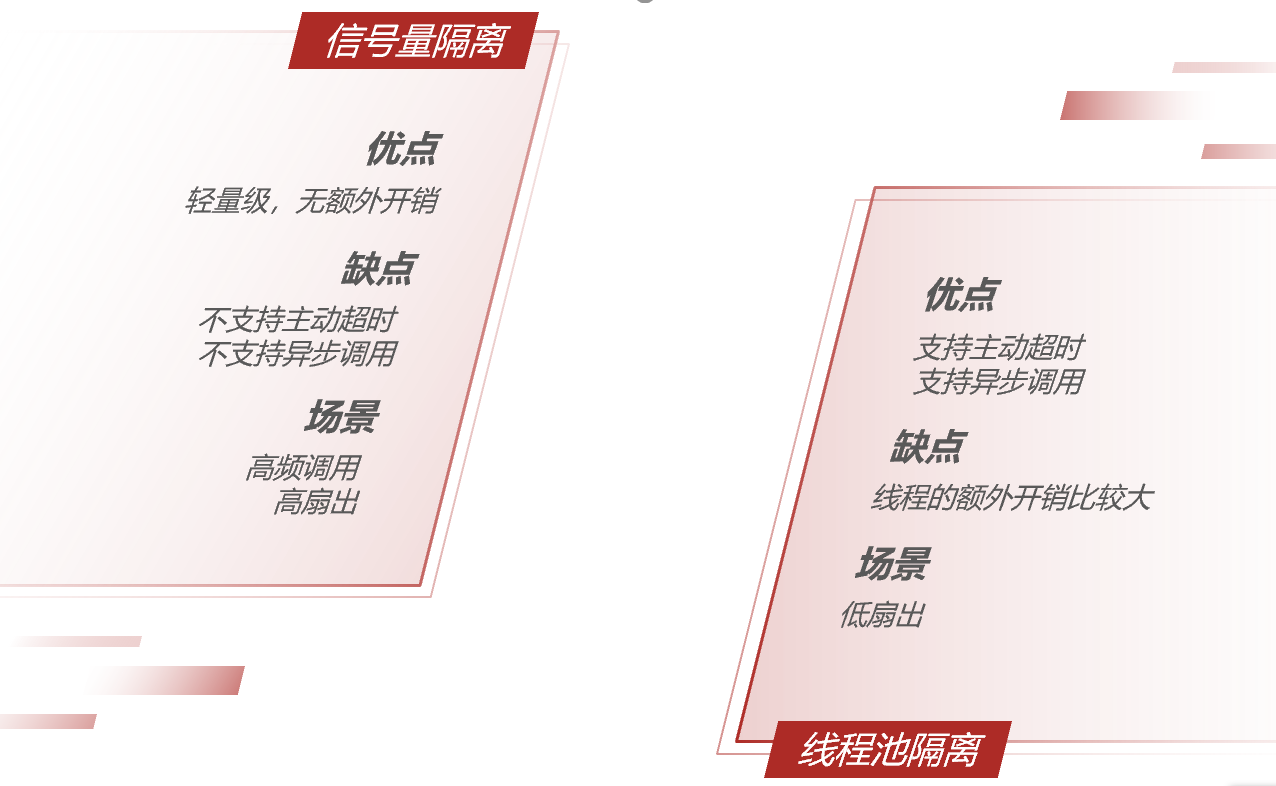 信号量隔离
优点
轻量级，无额外开销
缺点
不支持主动超时
不支持异步调用
场景
高频调用
高扇出
优点
支持主动超时
支持异步调用
缺点
线程的额外开销比较大
场景
低扇出
线程池隔离